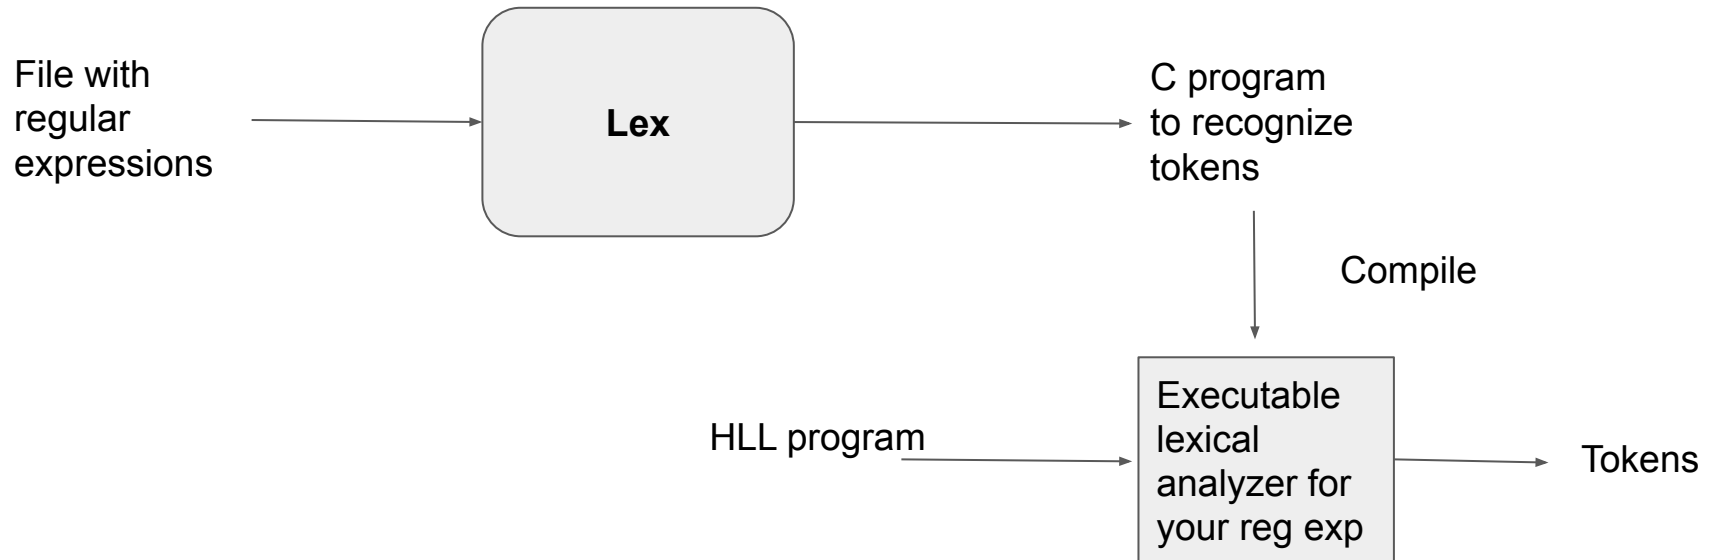 File with
regular
expressions
Lex
C program
to recognize
tokens
Compile
HLL program
Executable
lexical
analyzer for
your reg exp
Tokens